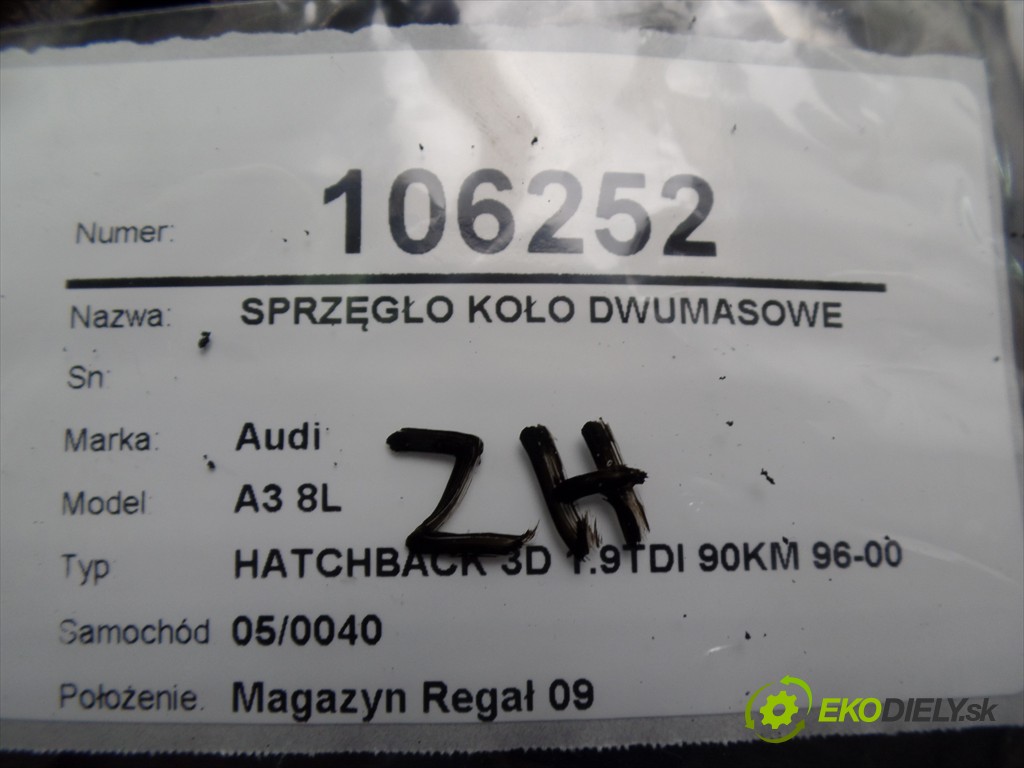 Numer: 106252
Nazwa: SPRZĘGŁO KOŁO DWUMASOWE
Sn:
Marka: Audi
Model: A3 8L
ZH
Typ HATCHBACK 3D 1.9TDI 90KM 96-00
Samochód 05/0040
Położenie. Magazyn Regał 09
EKODIELY.sk